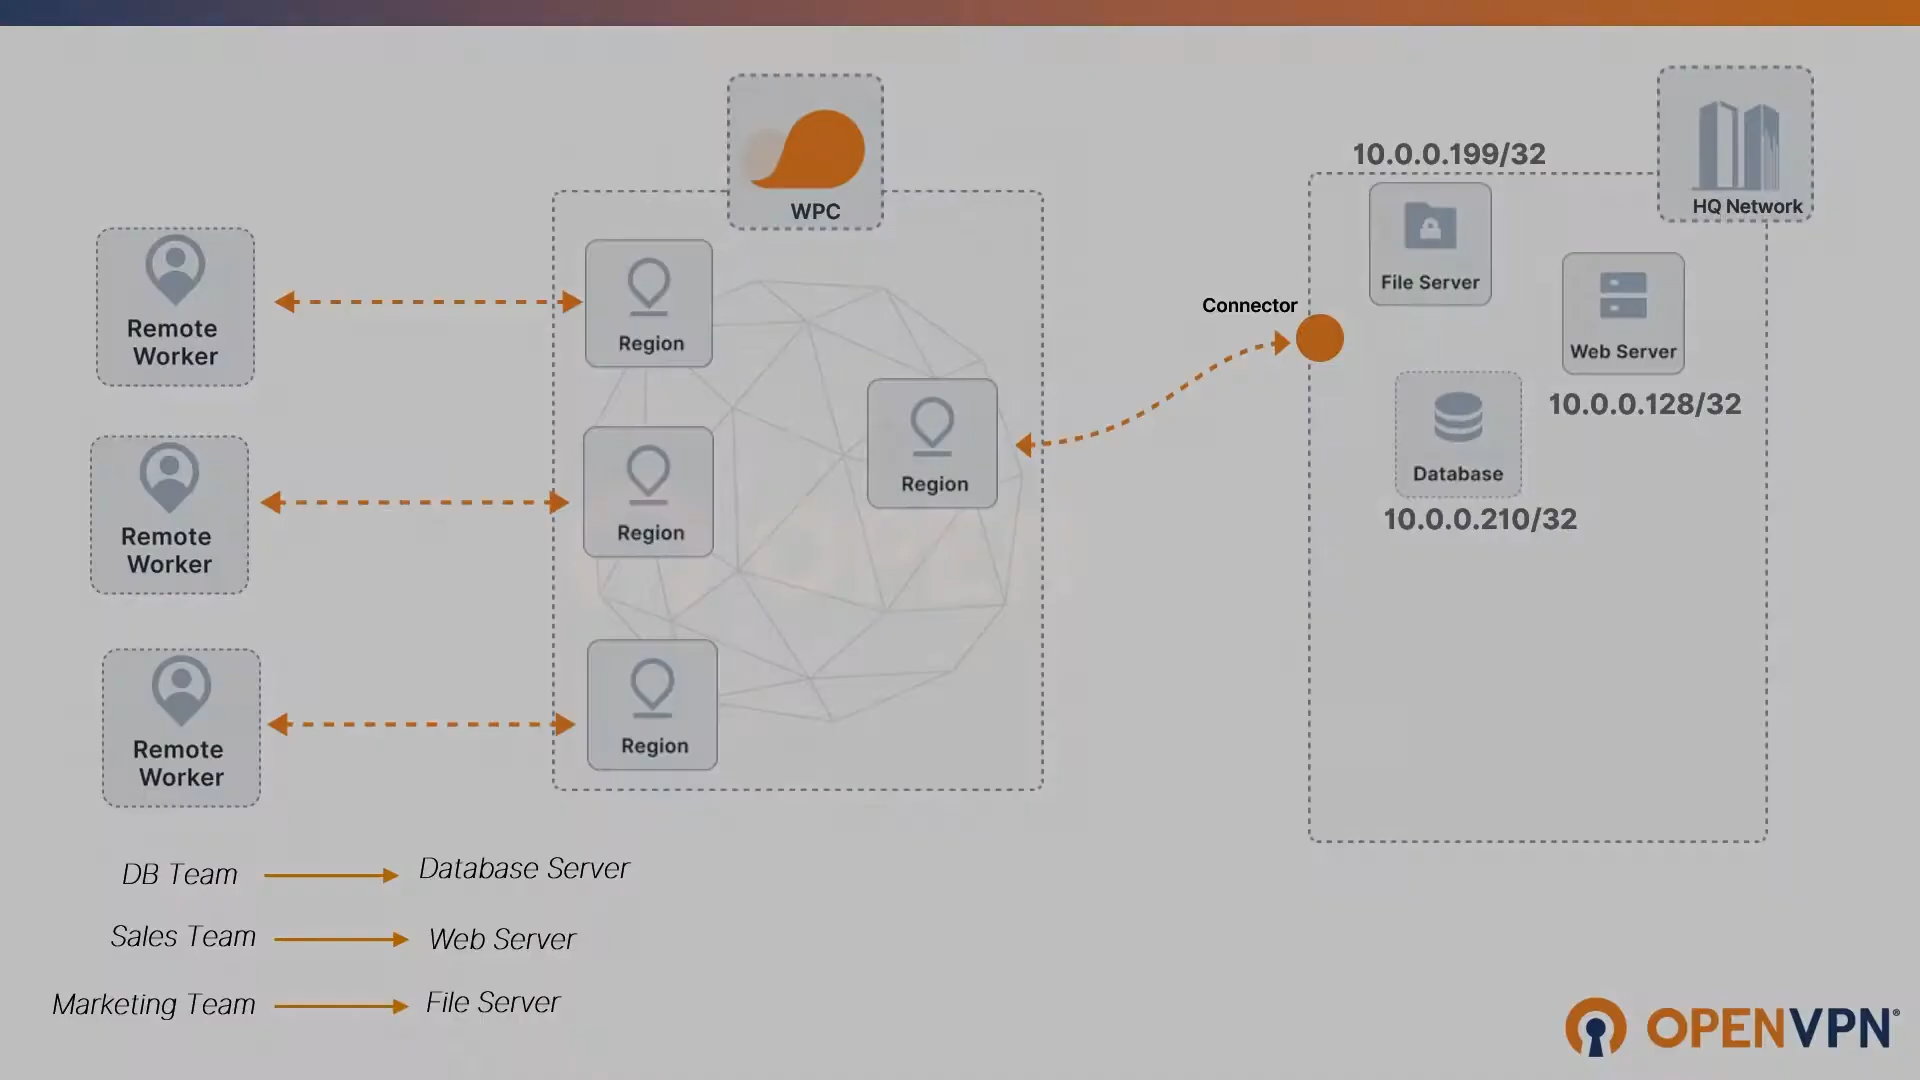 WPC
HQ Network
10.0.0.199/32
File Server
Web Server
10.0.0.128/32
Database
10.0.0.210/32
Connector
Remote
Worker
Region
Remote
Worker
Region
Region
Remote
Worker
Region
DB Team
Database Server
Sales Team
Web Server
Marketing Team
File Server
OPENVPN®